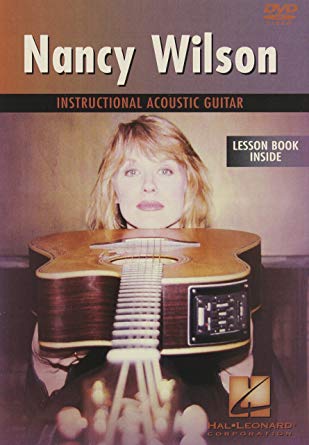 DVD
Nancy Wilson
INSTRUCTIONAL ACOUSTIC GUITAR
LESSON BOOK
INSIDE
HAL•LEONARD
CORPORATION